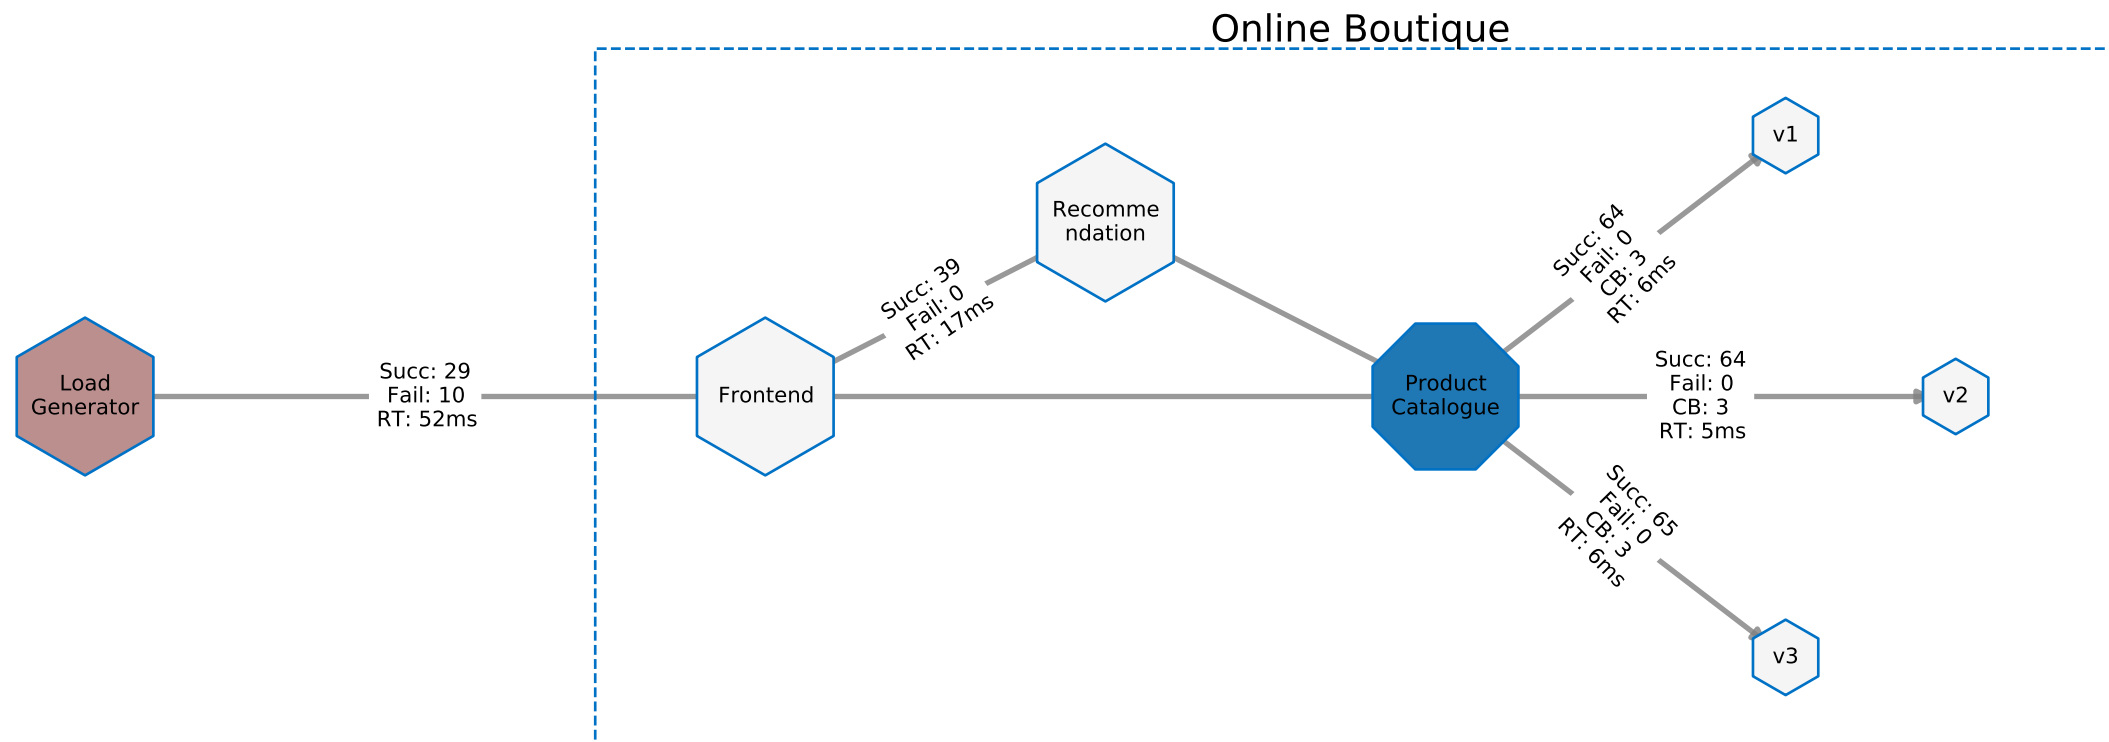 Online Boutique
v1
Recomme
ndation
Succ: 64
Fail: 0
CB: 3
RT: 6ms
Succ: 39
Fail: 0
RT: 17ms
Load
Generator
Succ: 29
Fail: 10
RT: 52ms
Frontend
Product
Catalogue
Succ: 64
Fail: 0
CB: 3
RT: 5ms
v2
Succ: 65
Fail: 0
CB: 3
RT: 6ms
v3